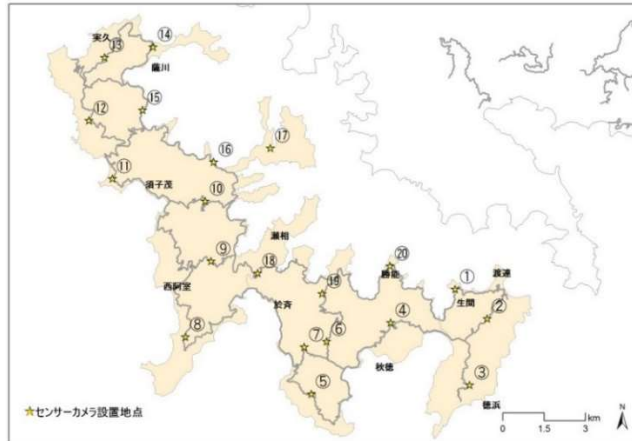 ⑭
実久
⑬
薩川
⑮
⑫
⑰
⑯
⑪
須子茂
⑩
瀬相
⑨
⑱
⑳
勝能
①
渡連
西阿室
⑲
生間
②
於斉
④
⑧
⑦
⑥
秋徳
③
⑤
徳浜
☆センサーカメラ設置地点
0 1.5 3 km
N